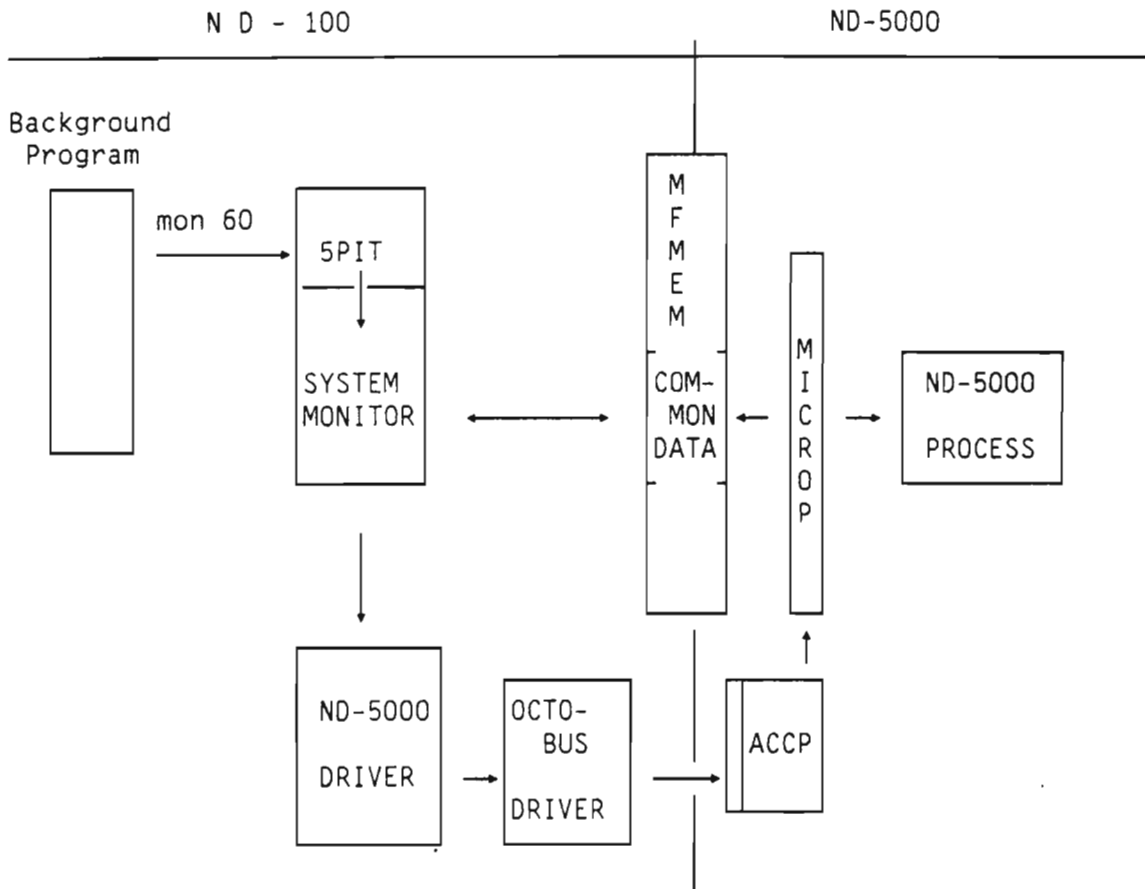 N D - 100
ND-5000
Background
Program
mon 60
5PIT
SYSTEM
MONITOR
M
F
M
E
M
COM-
MON
DATA
M
I
C
R
O
P
ND-5000
PROCESS
ND-5000
DRIVER
OCTO-
BUS
DRIVER
ACCP